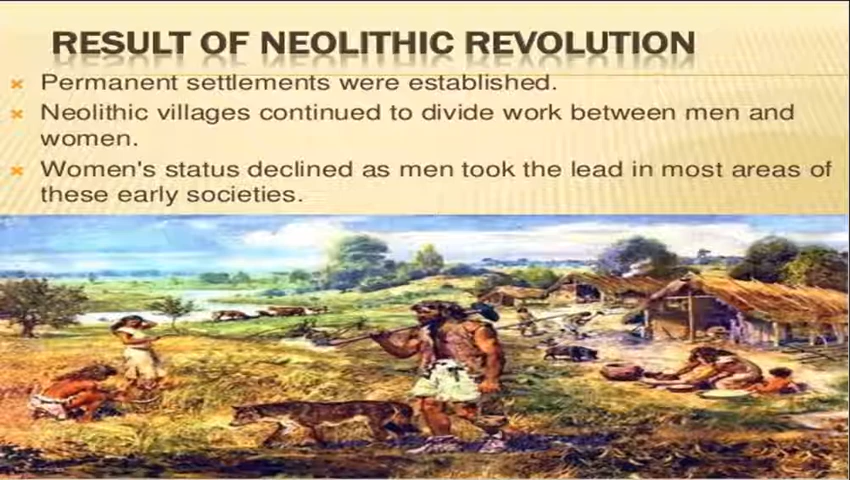 RESULT OF NEOLITHIC REVOLUTION
Permanent settlements were established.
Neolithic villages continued to divide work between men and
women.
Women's status declined as men took the lead in most areas of
these early societies.